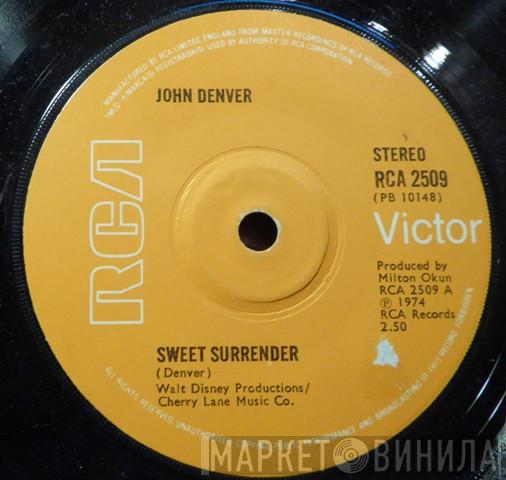 MANUFACTURED BY RCA LIMITED, ENGLAND FROM MASTER RECORDINGS OF RCA RECORDS
TM(S) ® MARCA(S) REGISTRADA(S) USED BY AUTHORITY OF RCA CORPORATION
JOHN DENVER
RCA
STEREO
RCA 2509
(PB 10148)
Victor
Produced by
Milton Okun
RCA 2509 A
℗ 1974
RCA Records
2.50
SWEET SURRENDER
(Denver)
Walt Disney Productions/
Cherry Lane Music Co.
ALL RIGHTS RESERVED, UNAUTHORISED PERFORMANCE AND BROADCASTING OF THIS RECORD FORBIDDEN
МАРКЕТ ВИНИЛА